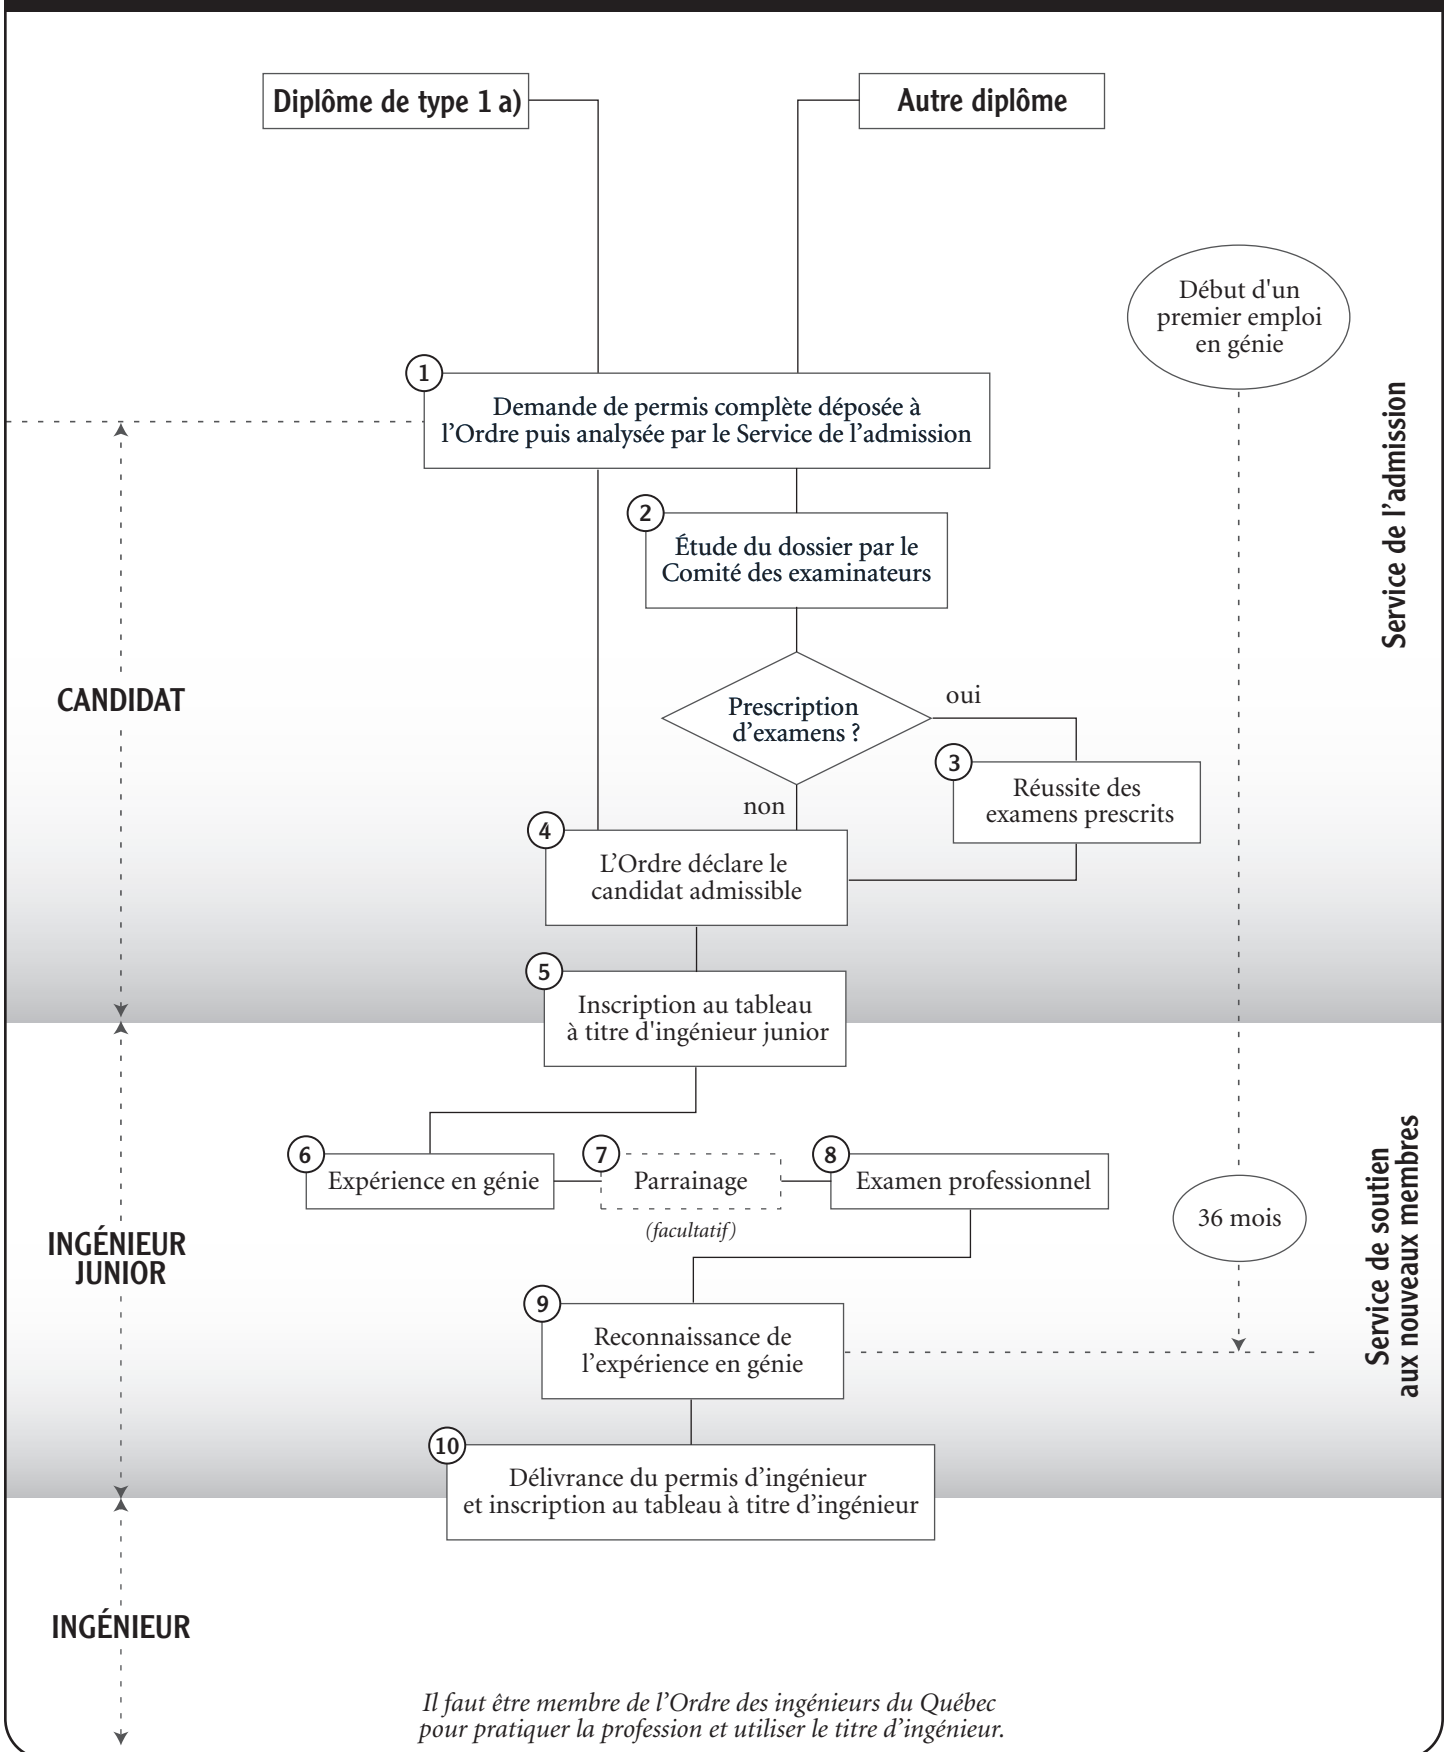 Diplôme de type 1 a)
Autre diplôme
Début d'un
premier emploi
en génie
1
Demande de permis complète déposée à
l’Ordre puis analysée par le Service de l’admission
Service de l'admission
2
Étude du dossier par le
Comité des examinateurs
CANDIDAT
Prescription
d’examens ?
oui
3
Réussite des
examens prescrits
non
4
L’Ordre déclare le
candidat admissible
5
Inscription au tableau
à titre d'ingénieur junior
6
Expérience en génie
7
Parrainage
(facultatif)
8
Examen professionnel
36 mois
Service de soutien
aux nouveaux membres
INGÉNIEUR
JUNIOR
9
Reconnaissance de
l’expérience en génie
10
Délivrance du permis d’ingénieur
et inscription au tableau à titre d’ingénieur
INGÉNIEUR
Il faut être membre de l’Ordre des ingénieurs du Québec
pour pratiquer la profession et utiliser le titre d’ingénieur.